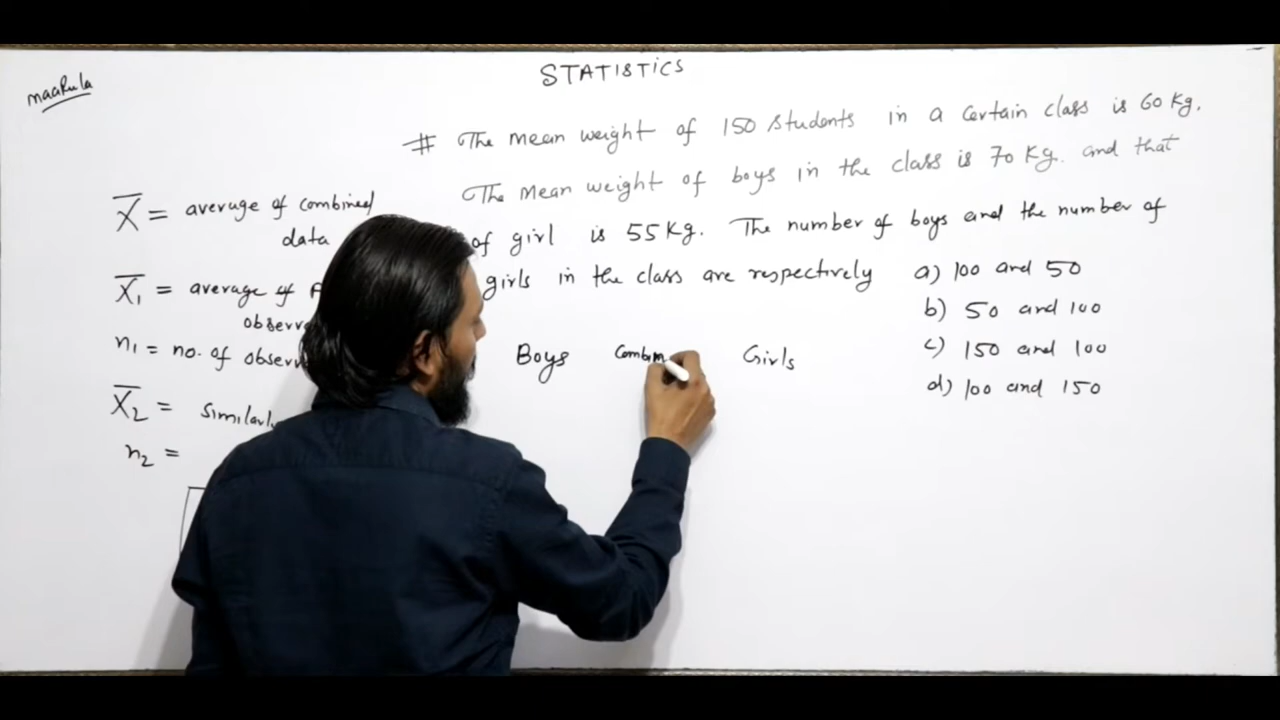 maaRula
STATISTICS
# The mean weight of 150 students in a certain class is 60 Kg.
The mean weight of boys in the class is 70 Kg. and that
of girl is 55 Kg. The number of boys and the number of
girls in the class are respectively
a) 100 and 50
b) 50 and 100
c) 150 and 100
d) 100 and 150
X̅ = average of combined
data
X̅₁ = average of
n₁ = no. of
X̅₂ =
n₂ =
Boys Combin Girls